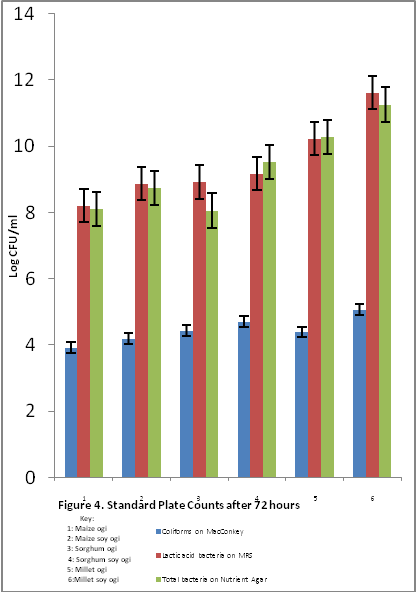 14
12
10
8
6
4
2
0
Log CFU/ml
1 2 3 4 5 6
Figure 4. Standard Plate Counts after 72 hours
Key:
1: Maize ogi
2: Maize soy ogi
3: Sorghum ogi
4: Sorghum soy ogi
5: Millet ogi
6:Millet soy ogi
Coliforms on MacConkey
Lactic acid bacteria on MRS
Total bacteria on Nutrient Agar